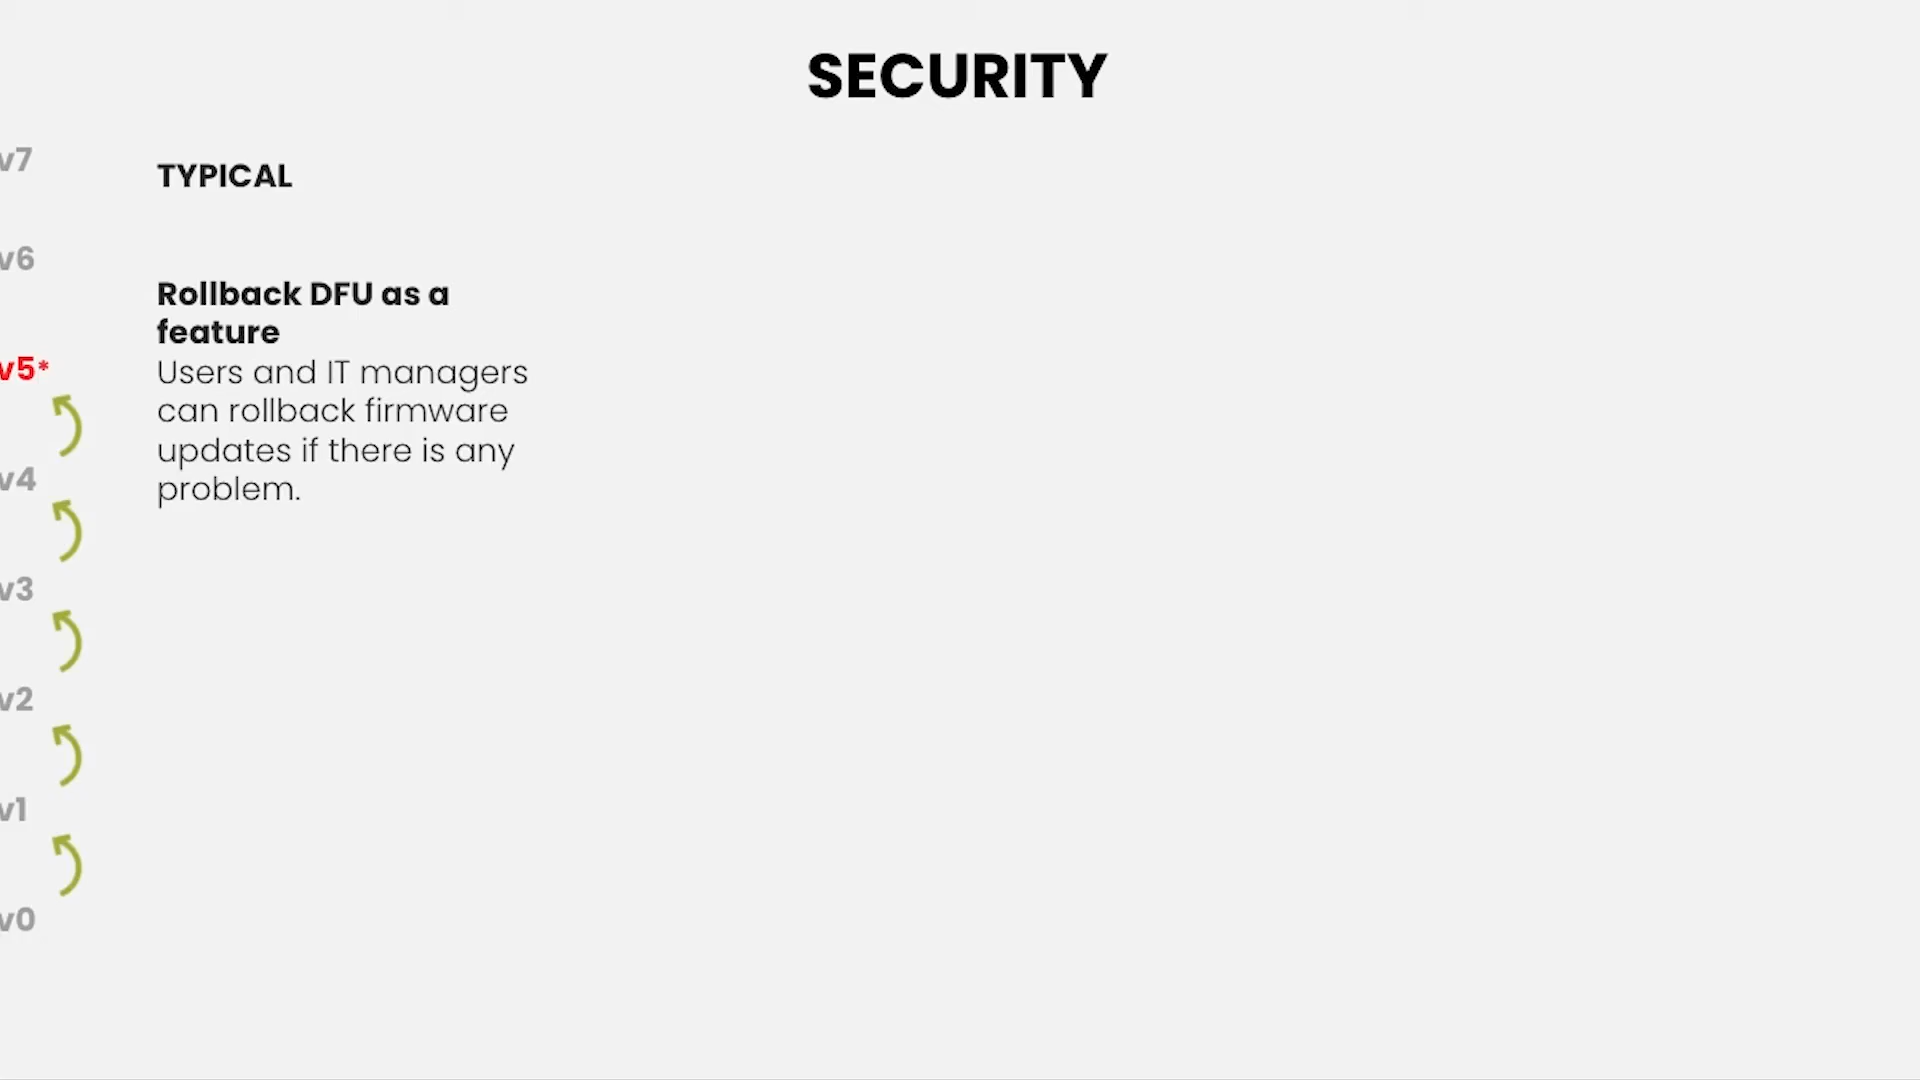 SECURITY
v7
TYPICAL
v6
Rollback DFU as a
feature
v5*
Users and IT managers
can rollback firmware
updates if there is any
v4
problem.
v3
v2
v1
v0